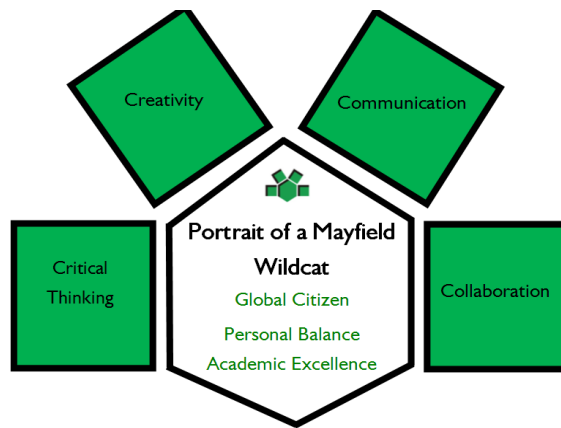 Creativity
Communication
Critical
Thinking
Portrait of a Mayfield
Wildcat
Global Citizen
Personal Balance
Academic Excellence
Collaboration